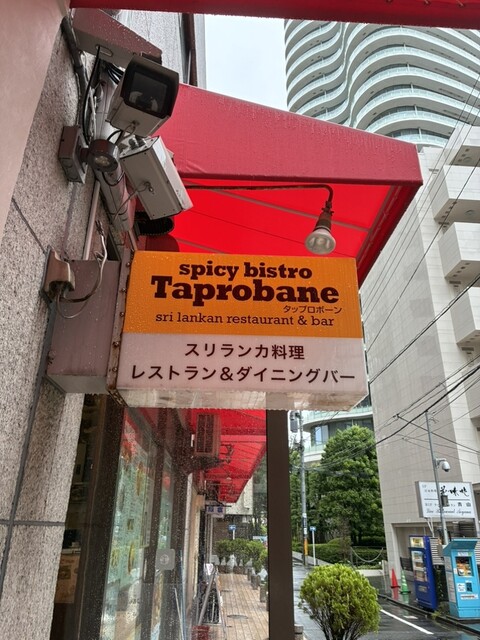 spicy bistro
Taprobane
タップロボーン
sri lankan restaurant & bar
スリランカ料理
レストラン&ダイニングバー